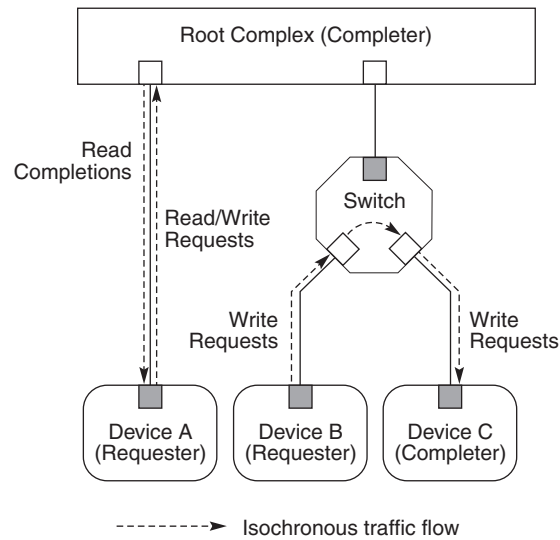 Root Complex (Completer)
Read
Completions
Read/Write
Requests
Switch
Write
Requests
Write
Requests
Device A
(Requester)
Device B
(Requester)
Device C
(Completer)
Isochronous traffic flow